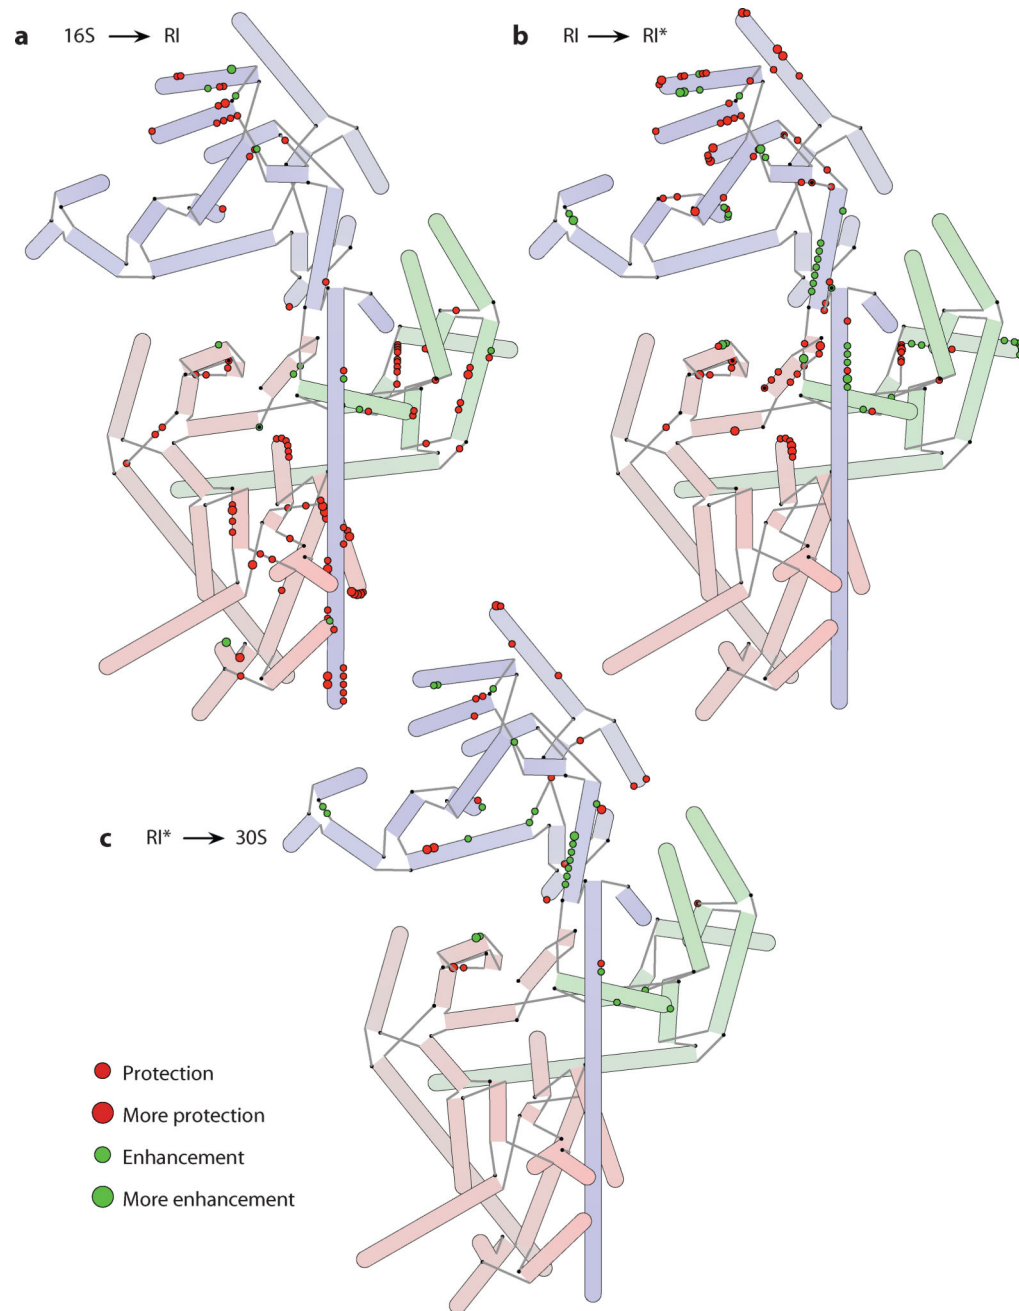 a 16S → RI
b RI → RI*
c RI* → 30S
Protection
More protection
Enhancement
More enhancement